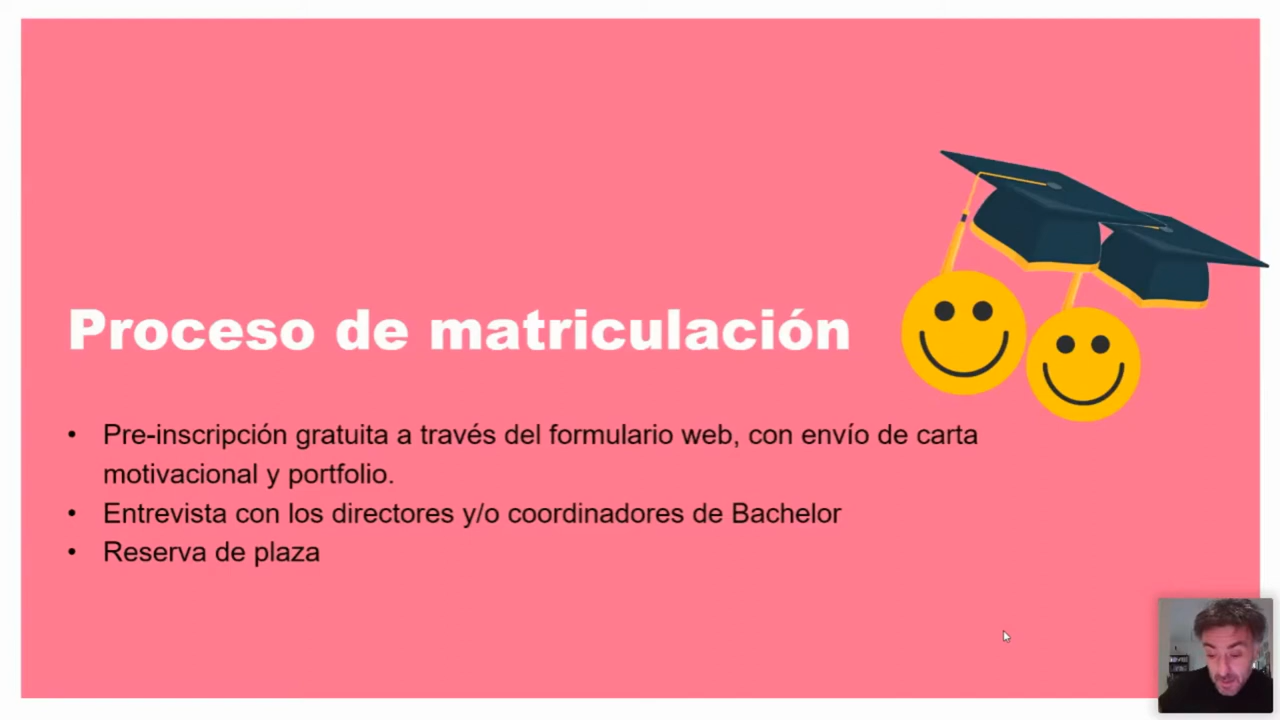 Proceso de matriculación
• Pre-inscripción gratuita a través del formulario web, con envío de carta
motivacional y portfolio.
• Entrevista con los directores y/o coordinadores de Bachelor
• Reserva de plaza